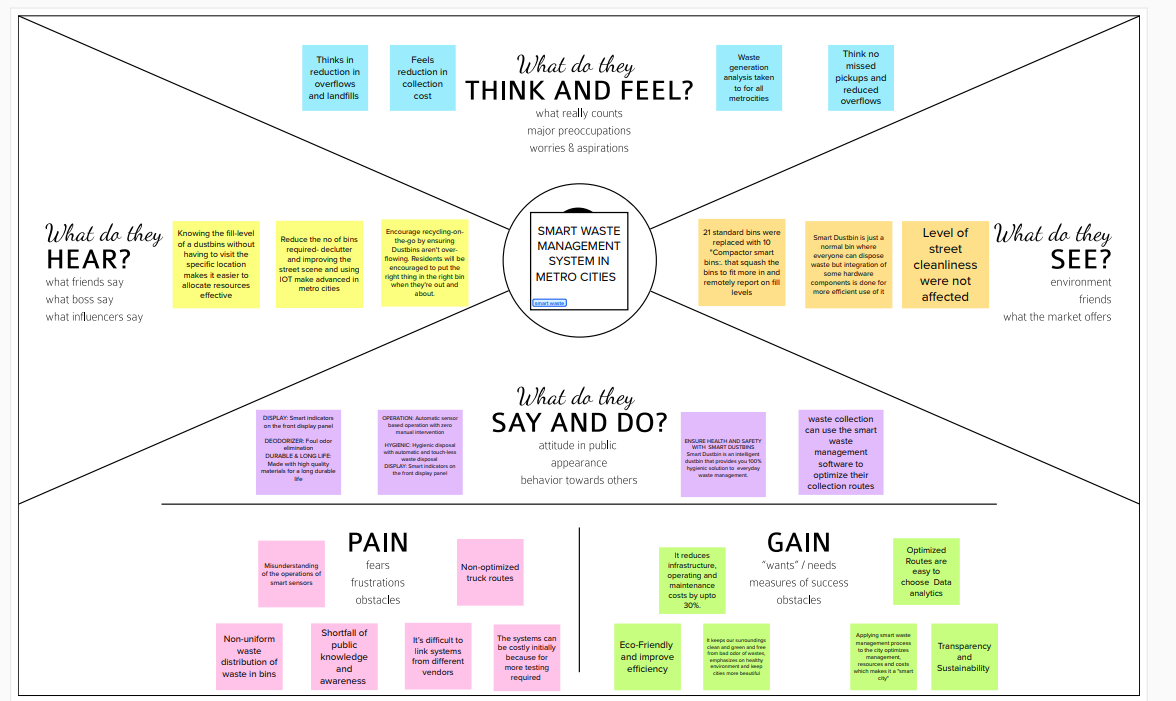 What do they
THINK AND FEEL?
what really counts
major preoccupations
worries & aspirations
Thinks in
reduction in
overflows
and landfills
Feels
reduction in
collection
cost
Waste
generation
analysis taken
to for all
metrocities
Think no
missed
pickups and
reduced
overflows
What do they
HEAR?
what friends say
what boss say
what influencers say
Knowing the fill-level
of a dustbins without
having to visit the
specific location
makes it easier to
allocate resources
effective
Reduce the no of bins
required- declutter
and improving the
street scene and using
IOT make advanced in
metro cities
Encourage recycling-on-
the-go by ensuring
Dustbins aren't over-
flowing. Residents will be
encouraged to put the
right thing in the right bin
when they're out and
about.
SMART WASTE
MANAGEMENT
SYSTEM IN
METRO CITIES
smart waste
21 standard bins were
replaced with 10
"Compactor smart
bins:. that squash the
bins to fit more in and
remotely report on fill
levels
Smart Dustbin is just a
normal bin where
everyone can dispose
waste but integration of
some hardware
components is done for
more efficient use of it
Level of
street
cleanliness
were not
affected
What do they
SEE?
environment
friends
what the market offers
What do they
SAY AND DO?
attitude in public
appearance
behavior towards others
DISPLAY: Smart indicators
on the front display panel
DEODORIZER: Foul odor
elimination
DURABLE & LONG LIFE:
Made with high quality
materials for a long durable
life
OPERATION: Automatic sensor
based operation with zero
manual intervention
HYGIENIC: Hygienic disposal
with automatic and touch-less
waste disposal
DISPLAY: Smart indicators on
the front display panel
ENSURE HEALTH AND SAFETY
WITH SMART DUSTBINS
Smart Dustbin is an intelligent
dustbin that provides you 100%
hygienic solution to everyday
waste management.
waste collection
can use the smart
waste
management
software to
optimize their
collection routes
PAIN
fears
frustrations
obstacles
Misunderstanding
of the operations of
smart sensors
Non-optimized
truck routes
Non-uniform
waste
distribution of
waste in bins
Shortfall of
public
knowledge
and
awareness
It's difficult to
link systems
from different
vendors
The systems can
be costly initially
because for
more testing
required
GAIN
"wants" / needs
measures of success
obstacles
It reduces
infrastructure,
operating and
maintenance
costs by upto
30%.
Optimized
Routes are
easy to
choose Data
analytics
Eco-Friendly
and improve
efficiency
It keeps our surroundings
clean and green and free
from bad odor of wastes,
emphasizes on healthy
environment and keep
cities more beautiful
Applying smart waste
management process
to the city optimizes
management,
resources and costs
which makes it a "smart
city"
Transparency
and
Sustainability